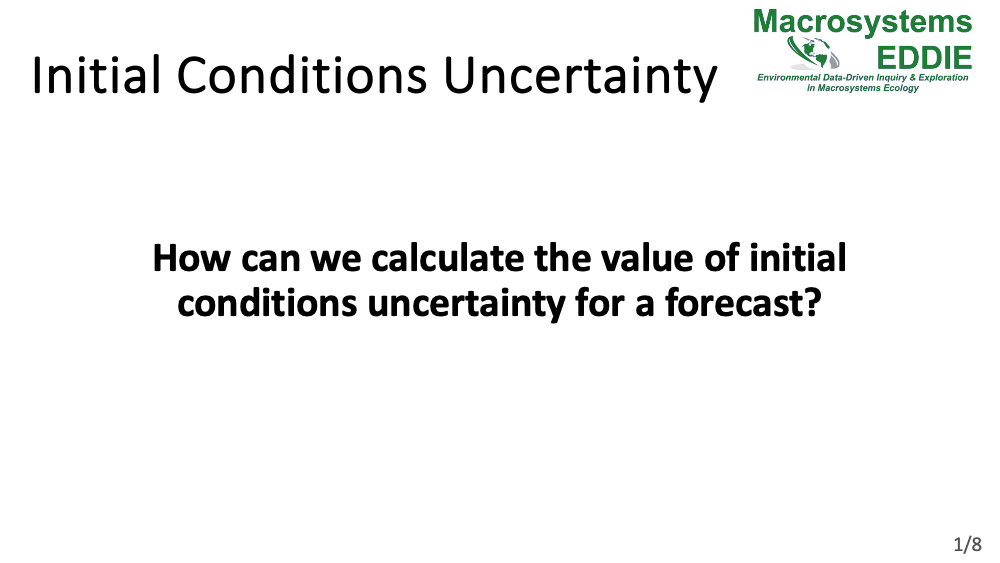 Macrosystems
EDDIE
Environmental Data-Driven Inquiry & Exploration
in Macrosystems Ecology
Initial Conditions Uncertainty
How can we calculate the value of initial
conditions uncertainty for a forecast?
1/8